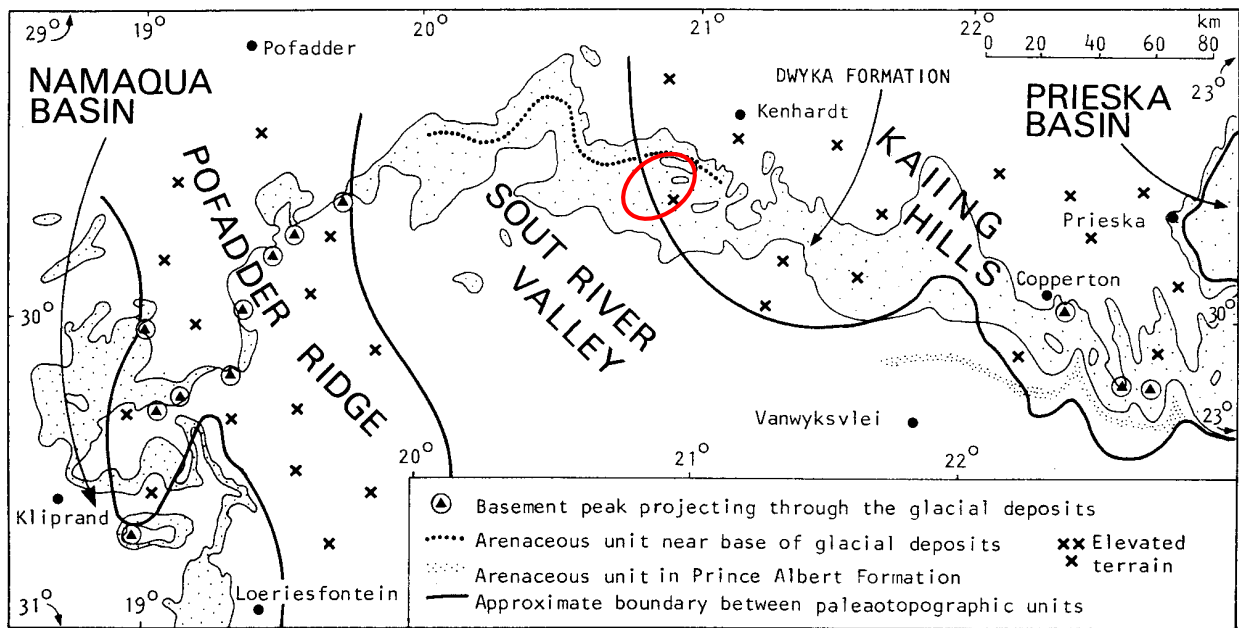 29° 19° 20° 21° 22° km
0 20 40 60 80
Pofadder
NAMAQUA
BASIN
DWYKA FORMATION
23°
PRIESKA
BASIN
Kenhardt
KAIING
HILLS
POFADDER
RIDGE
SOUT RIVER
VALLEY
Prieska
Copperton
30° 30°
Vanwyksvlei
23°
20° 21° 22°
Kliprand
Loeriesfontein
31° 19°
Basement peak projecting through the glacial deposits
Arenaceous unit near base of glacial deposits
Elevated
terrain
Arenaceous unit in Prince Albert Formation
Approximate boundary between paleaotopographic units